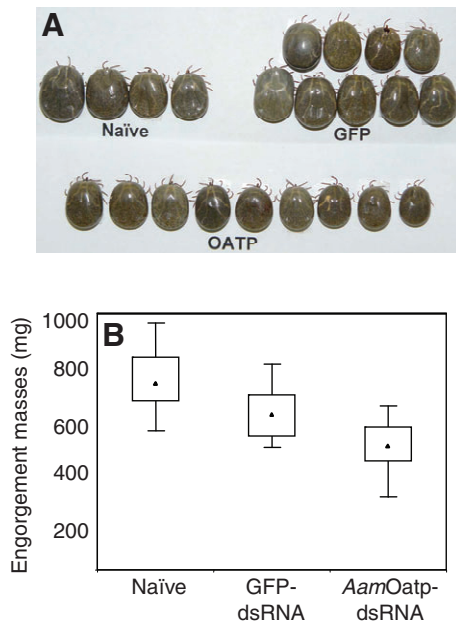 A
Naïve
GFP
OATP
B
Engorgement masses (mg)
1000
800
600
400
200
Naïve
GFP-
dsRNA
AamOatp-
dsRNA